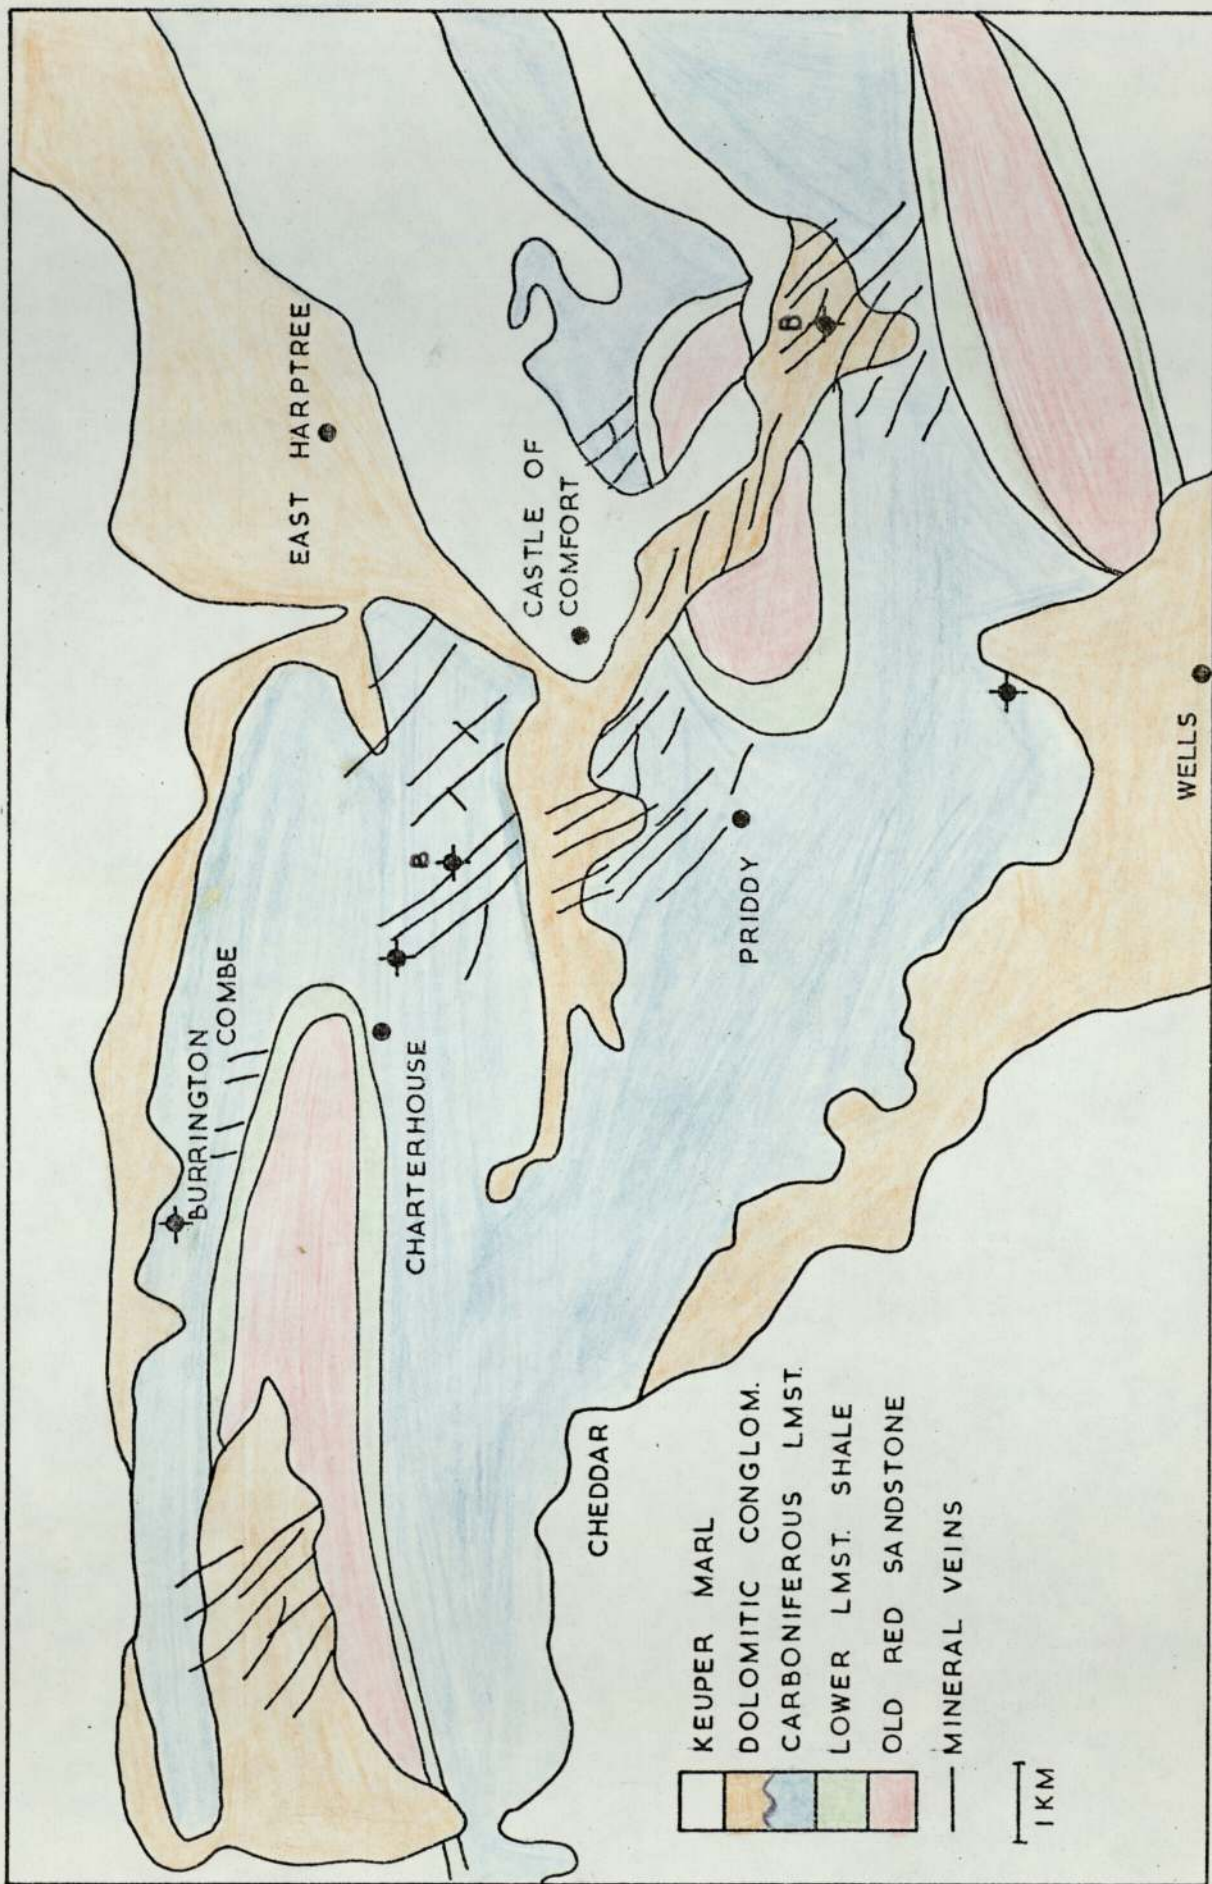 EAST HARPTREE
BURRINGTON
COMBE
B
CHARTERHOUSE
CASTLE OF
COMFORT
B
PRIDDY
CHEDDAR
WELLS
KEUPER MARL
DOLOMITIC CONGLOM.
CARBONIFEROUS LMST.
LOWER LMST. SHALE
OLD RED SANDSTONE
MINERAL VEINS
1 KM